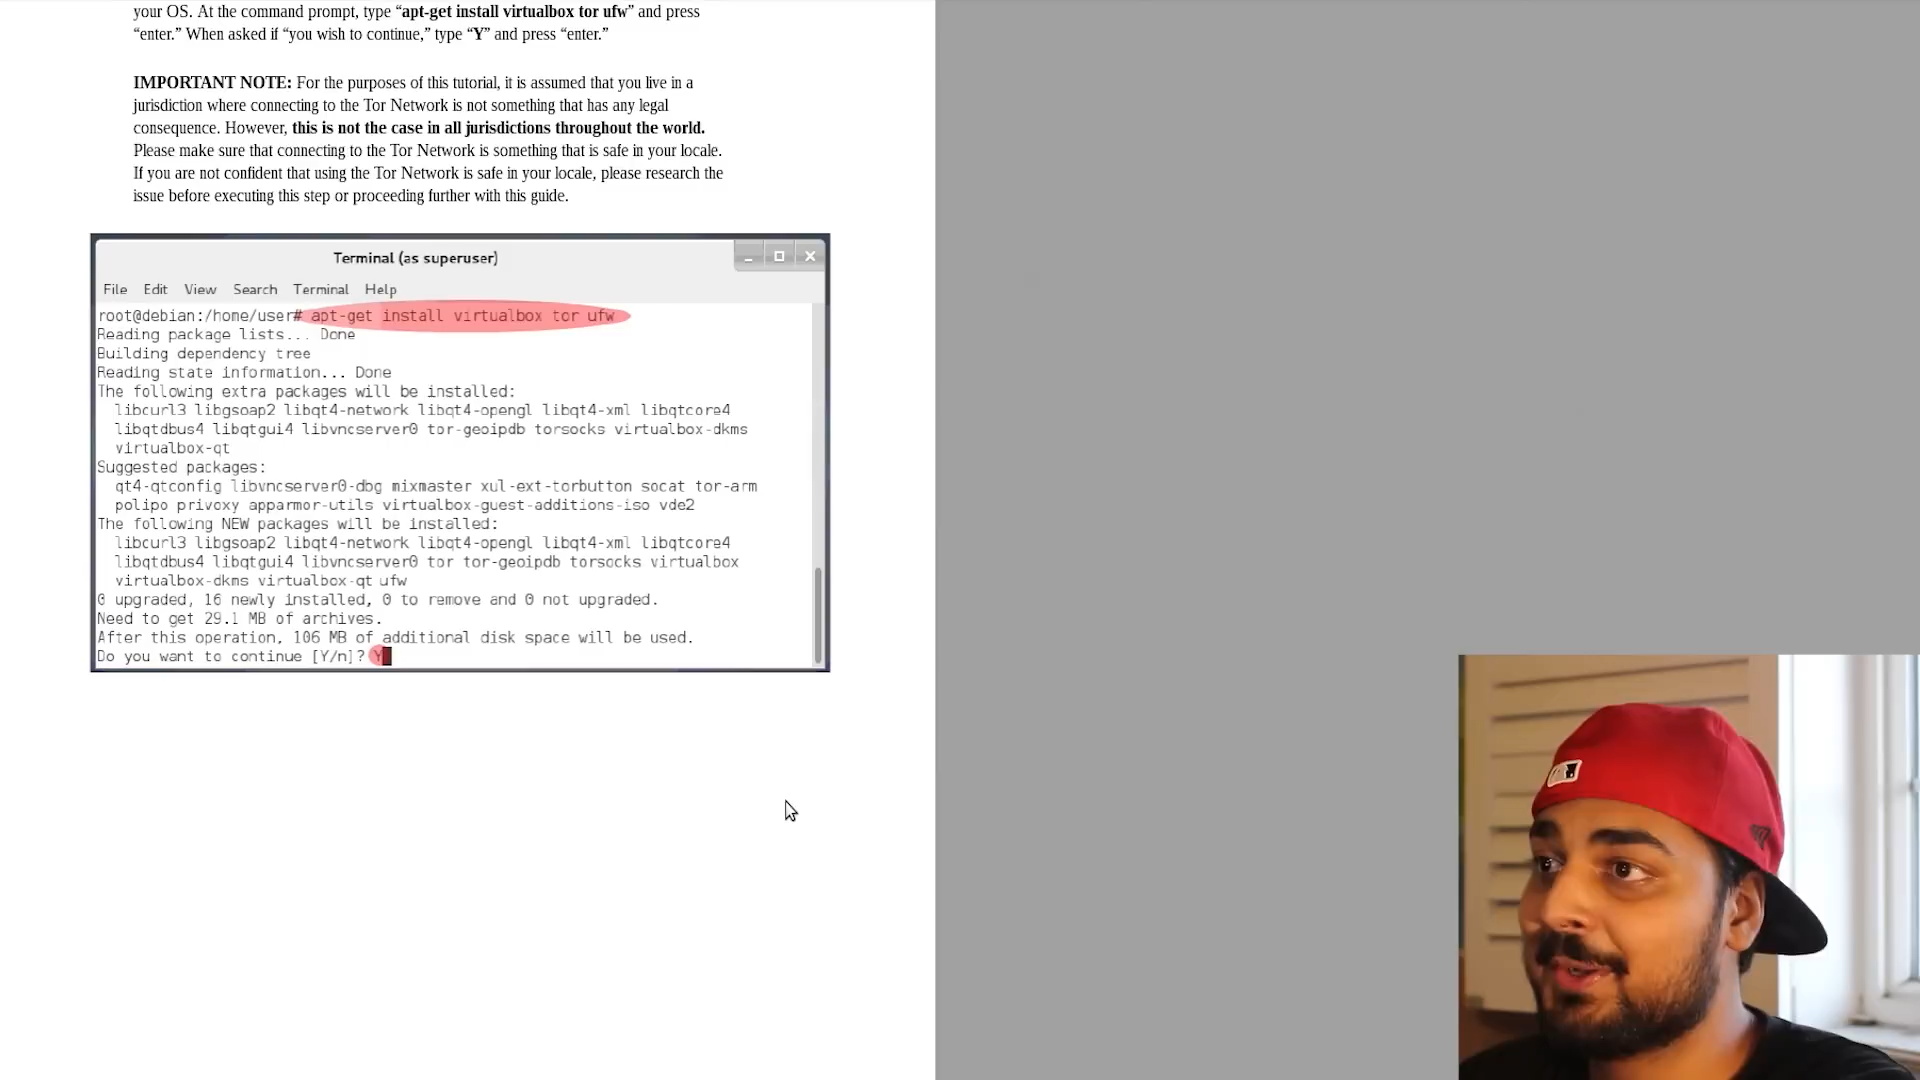 your OS. At the command prompt, type “apt-get install virtualbox tor ufw” and press
“enter.” When asked if “you wish to continue,” type “Y” and press “enter.”
IMPORTANT NOTE: For the purposes of this tutorial, it is assumed that you live in a
jurisdiction where connecting to the Tor Network is not something that has any legal
consequence. However, this is not the case in all jurisdictions throughout the world.
Please make sure that connecting to the Tor Network is something that is safe in your locale.
If you are not confident that using the Tor Network is safe in your locale, please research the
issue before executing this step or proceeding further with this guide.
Terminal (as superuser)
File Edit View Search Terminal Help
root@debian:/home/user# apt-get install virtualbox tor ufw
Reading package lists... Done
Building dependency tree
Reading state information... Done
The following extra packages will be installed:
libcurl3 libgsoap2 libqt4-network libqt4-opengl libqt4-xml libqtcore4
libqtdbus4 libqtgui4 libvncserver0 tor-geoipdb torsocks virtualbox-dkms
virtualbox-qt
Suggested packages:
qt4-qtconfig libvncserver0-dbg mixmaster xul-ext-torbutton socat tor-arm
polipo privoxy apparmor-utils virtualbox-guest-additions-iso vde2
The following NEW packages will be installed:
libcurl3 libgsoap2 libqt4-network libqt4-opengl libqt4-xml libqtcore4
libqtdbus4 libqtgui4 libvncserver0 tor tor-geoipdb torsocks virtualbox
virtualbox-dkms virtualbox-qt ufw
0 upgraded, 16 newly installed, 0 to remove and 0 not upgraded.
Need to get 29.1 MB of archives.
After this operation, 106 MB of additional disk space will be used.
Do you want to continue [Y/n]? Y